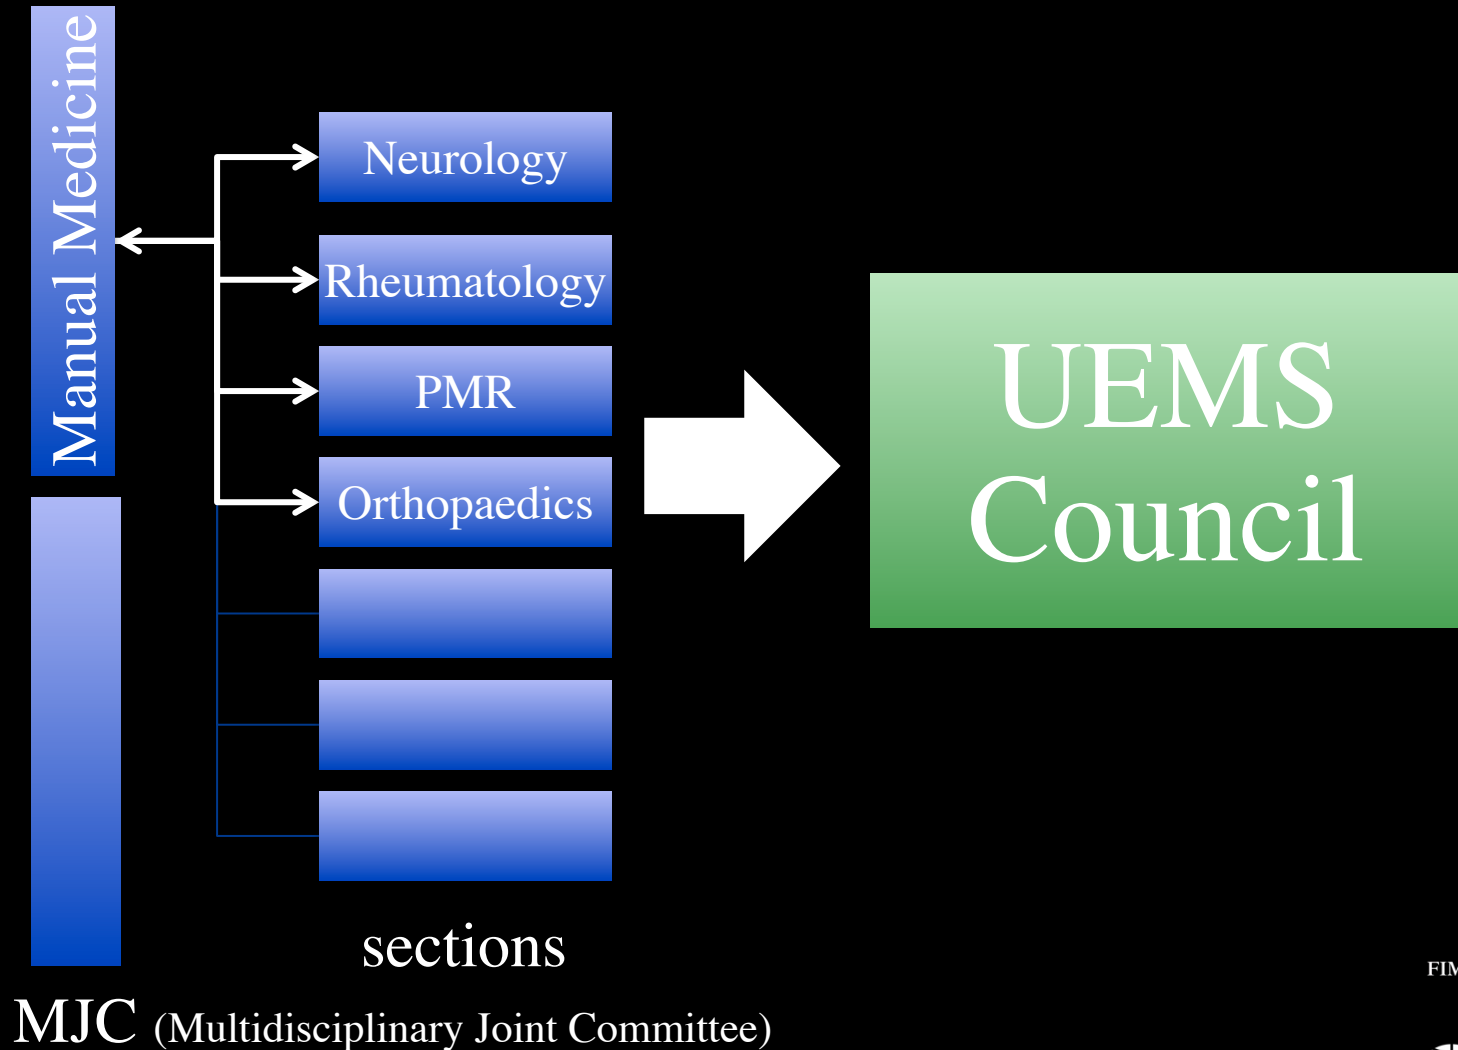 Manual Medicine
Neurology
Rheumatology
PMR
Orthopaedics
UEMS
Council
sections
MJC (Multidisciplinary Joint Committee)